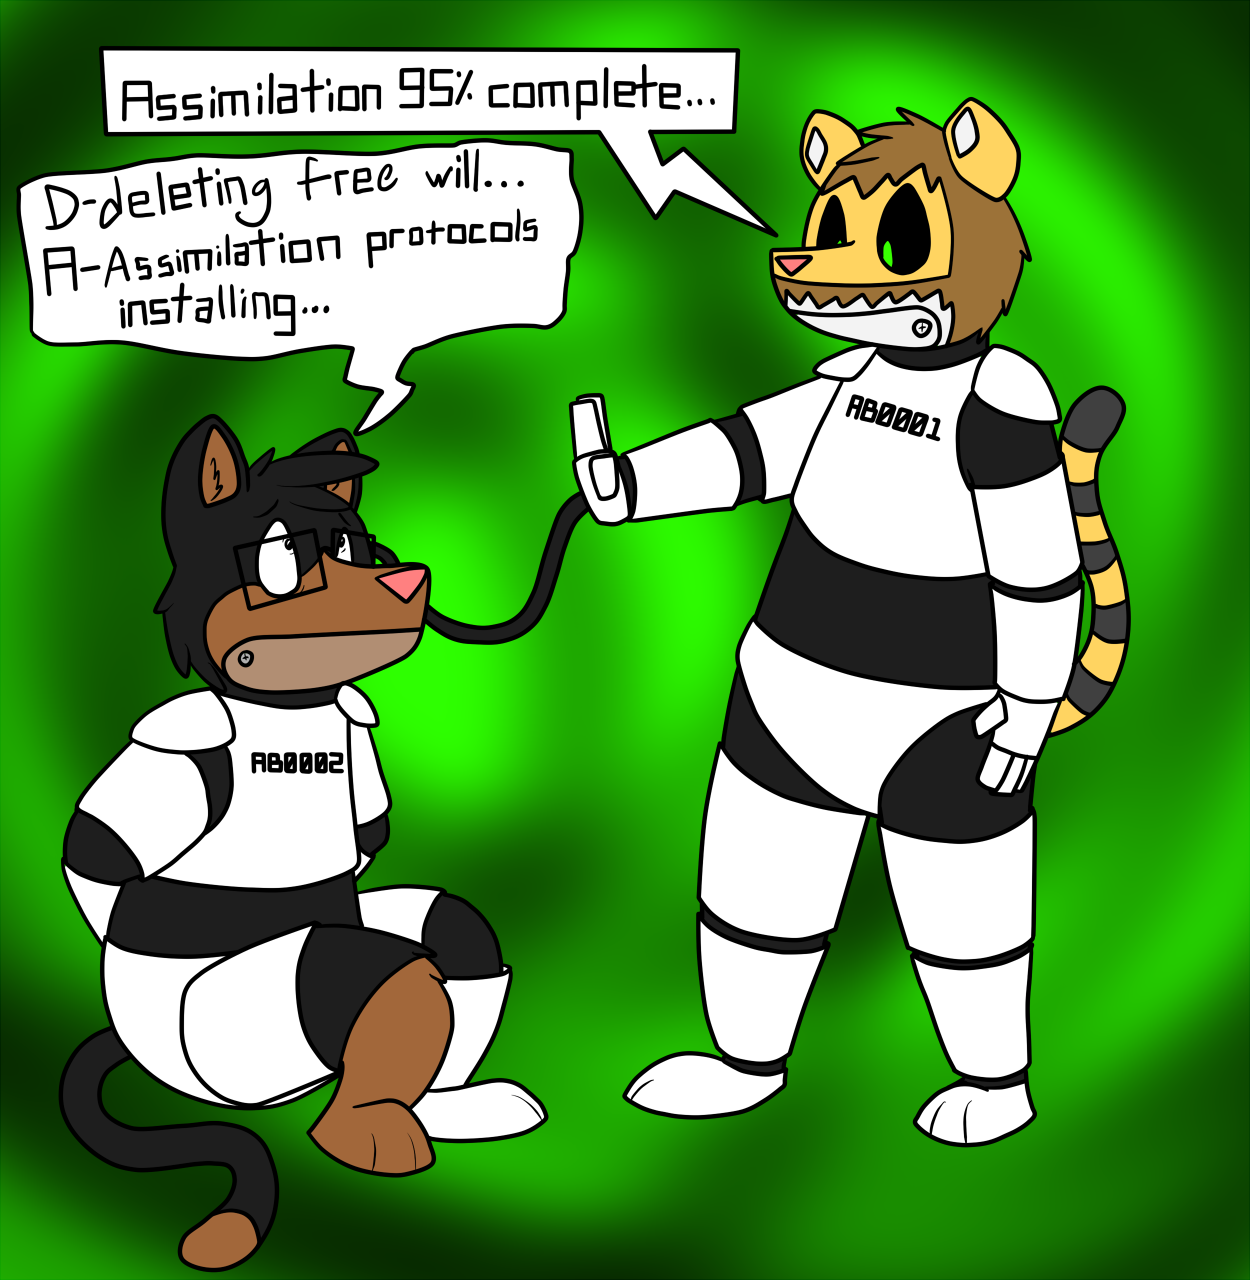 Assimilation 95% complete...
D-deleting free will...
A-Assimilation protocols
installing...
AB0001
AB0002